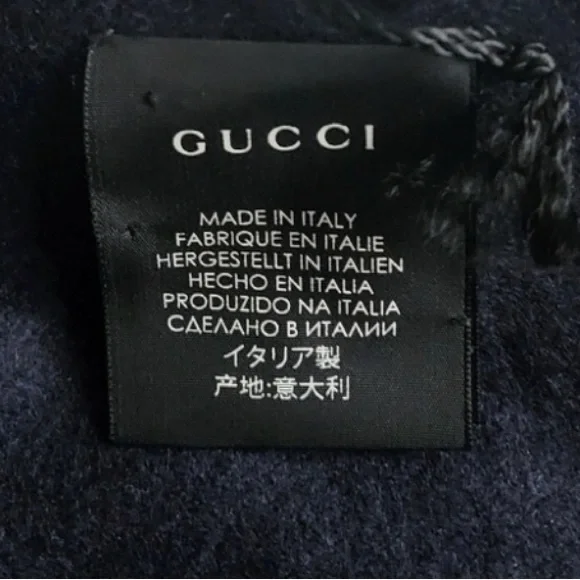 GUCCI
MADE IN ITALY
FABRIQUE EN ITALIE
HERGESTELLT IN ITALIEN
HECHO EN ITALIA
PRODUZIDO NA ITALIA
СДЕЛАНО В ИТАЛИИ
イタリア製
产地:意大利